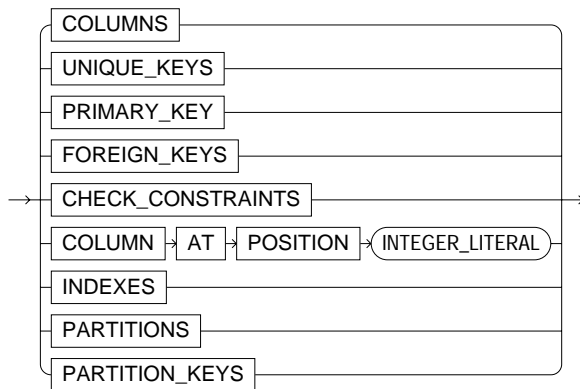 COLUMNS
UNIQUE_KEYS
PRIMARY_KEY
FOREIGN_KEYS
CHECK_CONSTRAINTS
COLUMN AT POSITION INTEGER_LITERAL
INDEXES
PARTITIONS
PARTITION_KEYS